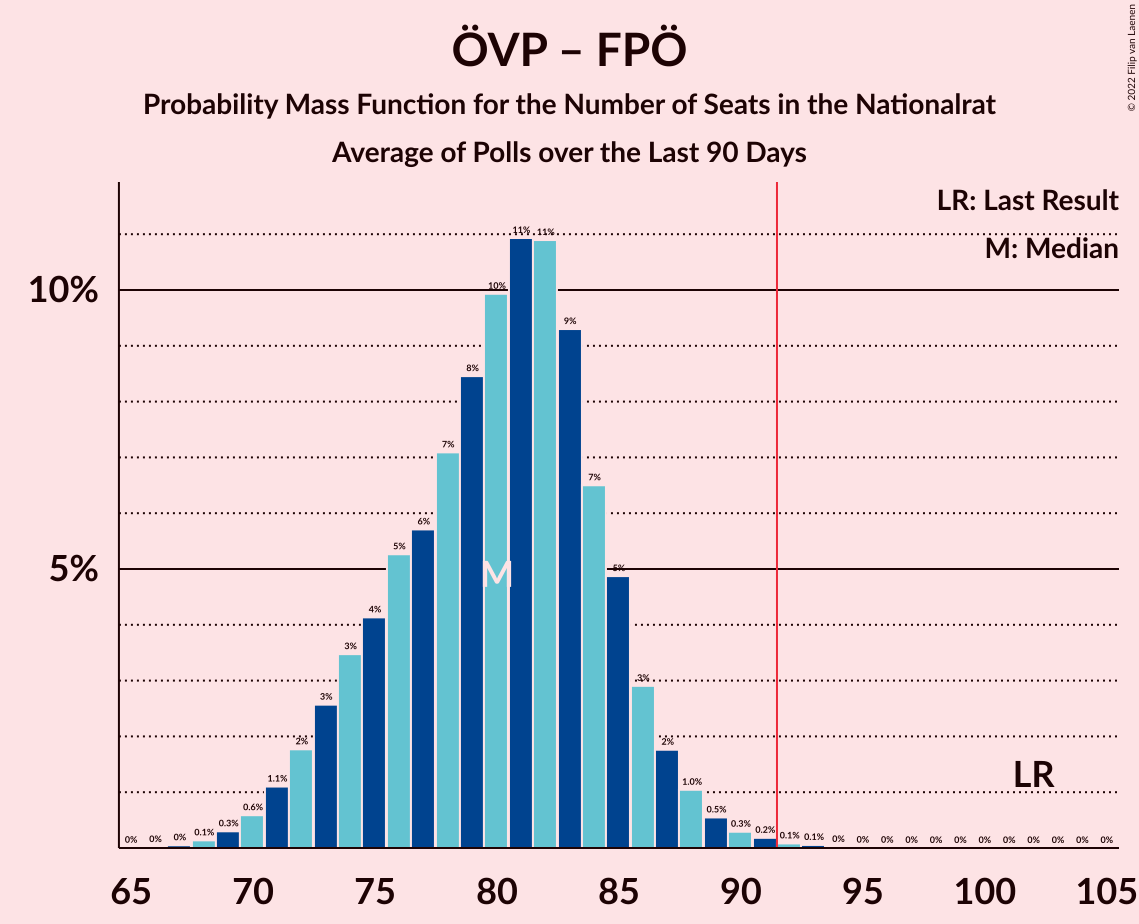 ÖVP – FPÖ
Probability Mass Function for the Number of Seats in the Nationalrat
Average of Polls over the Last 90 Days
© 2022 Filip van Laenen
LR: Last Result
M: Median
10%
5%
0% 0% 0% 0.1% 0.3% 0.6% 1.1% 2% 3% 3% 4% 5% 6% 7% 8% 10% 11% 11% 9% 7% 5% 3% 2% 1.0% 0.5% 0.3% 0.2% 0.1% 0.1% 0% 0% 0% 0% 0% 0% 0% 0% 0% 0% 0% 0%
M
LR
65 70 75 80 85 90 95 100 105